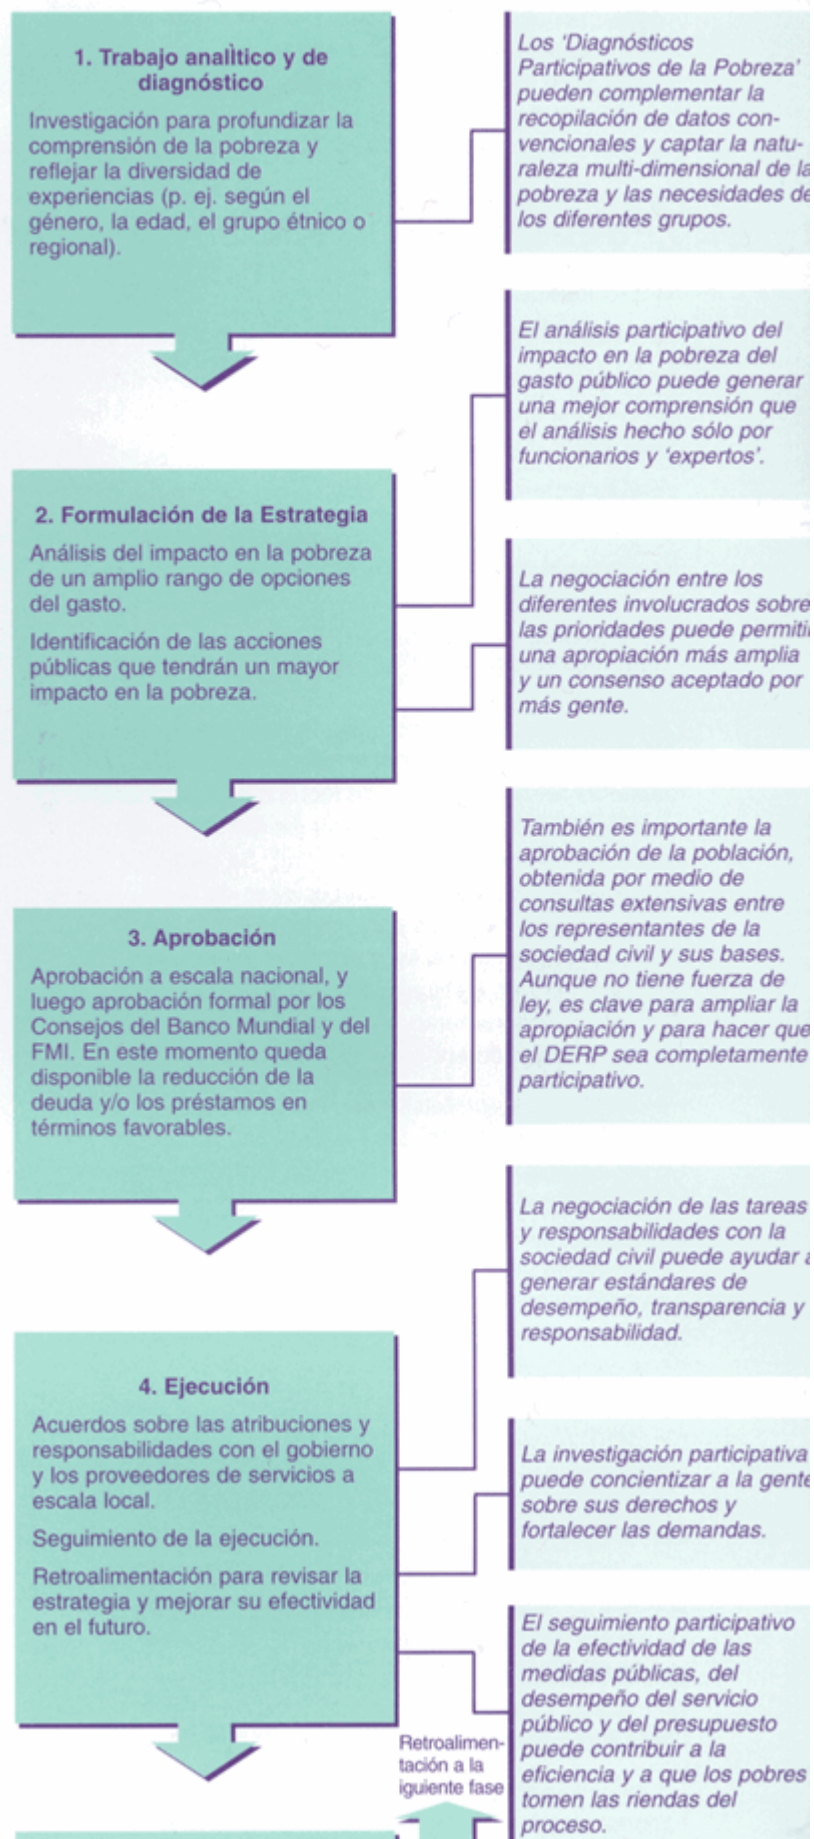 1. Trabajo analÌtico y de
diagnóstico
Investigación para profundizar la
comprensión de la pobreza y
reflejar la diversidad de
experiencias (p. ej. según el
género, la edad, el grupo étnico o
regional).
Los ‘Diagnósticos
Participativos de la Pobreza’
pueden complementar la
recopilación de datos con-
vencionales y captar la natu-
raleza multi-dimensional de la
pobreza y las necesidades de
los diferentes grupos.
2. Formulación de la Estrategia
Análisis del impacto en la pobreza
de un amplio rango de opciones
del gasto.
Identificación de las acciones
públicas que tendrán un mayor
impacto en la pobreza.
El análisis participativo del
impacto en la pobreza del
gasto público puede generar
una mejor comprensión que
el análisis hecho sólo por
funcionarios y ‘expertos’.
La negociación entre los
diferentes involucrados sobre
las prioridades puede permitir
una apropiación más amplia
y un consenso aceptado por
más gente.
3. Aprobación
Aprobación a escala nacional, y
luego aprobación formal por los
Consejos del Banco Mundial y del
FMI. En este momento queda
disponible la reducción de la
deuda y/o los préstamos en
términos favorables.
También es importante la
aprobación de la población,
obtenida por medio de
consultas extensivas entre
los representantes de la
sociedad civil y sus bases.
Aunque no tiene fuerza de
ley, es clave para ampliar la
apropiación y para hacer que
el DERP sea completamente
participativo.
4. Ejecución
Acuerdos sobre las atribuciones y
responsabilidades con el gobierno
y los proveedores de servicios a
escala local.
Seguimiento de la ejecución.
Retroalimentación para revisar la
estrategia y mejorar su efectividad
en el futuro.
La negociación de las tareas
y responsabilidades con la
sociedad civil puede ayudar a
generar estándares de
desempeño, transparencia y
responsabilidad.
La investigación participativa
puede concientizar a la gente
sobre sus derechos y
fortalecer las demandas.
El seguimiento participativo
de la efectividad de las
medidas públicas, del
desempeño del servicio
público y del presupuesto
puede contribuir a la
eficiencia y a que los pobres
tomen las riendas del
proceso.
Retroalimen-
tación a la
iguiente fase